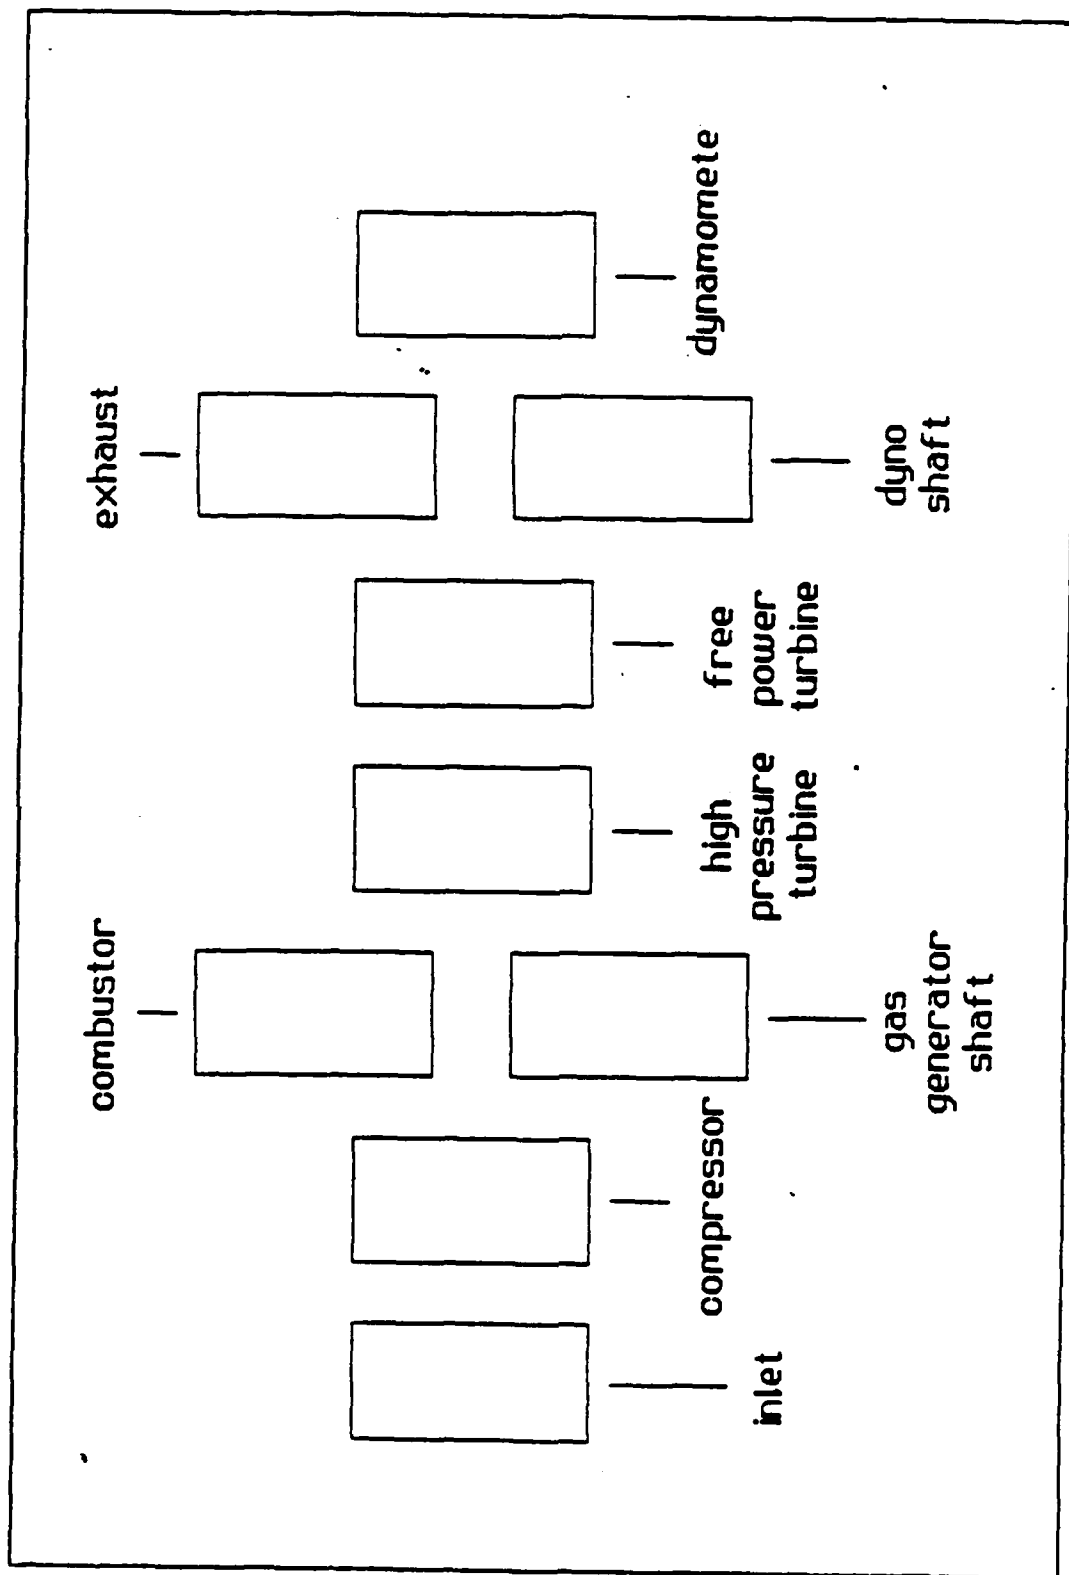 combustor
exhaust
inlet
compressor
gas
generator
shaft
high
pressure
turbine
free
power
turbine
dyno
shaft
dynamomete